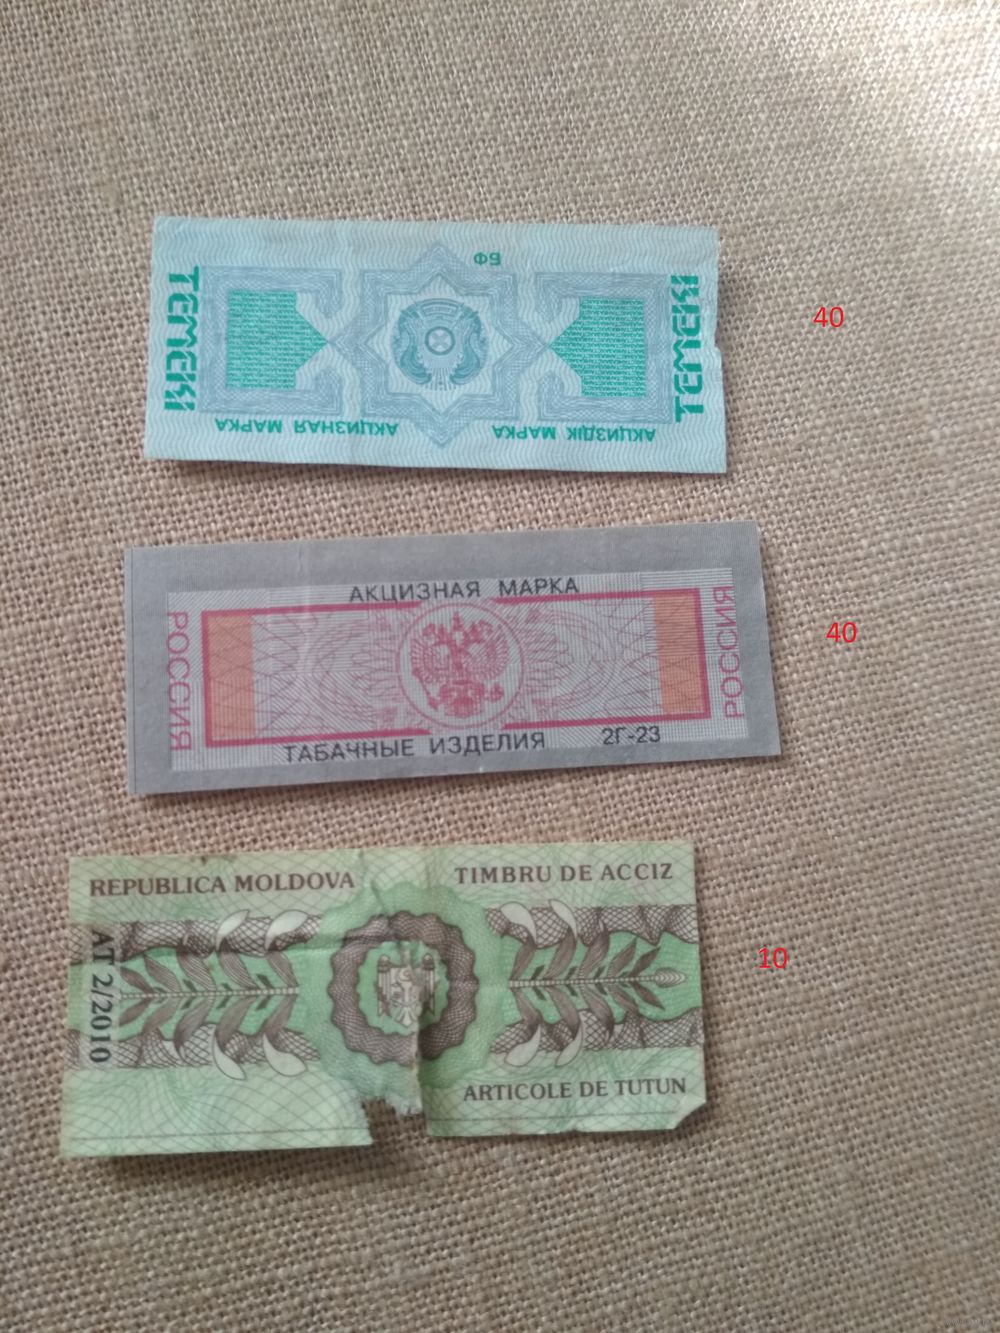 БФ
ТЕМЕКІ
ТЕМЕКІ
АКЦИЗДІК МАРКА
АКЦИЗНАЯ МАРКА
40
АКЦИЗНАЯ МАРКА
РОССИЯ
РОССИЯ
ТАБАЧНЫЕ ИЗДЕЛИЯ 2Г-23
40
REPUBLICA MOLDOVA
TIMBRU DE ACCIZ
AT 2/2010
10
ARTICOLE DE TUTUN